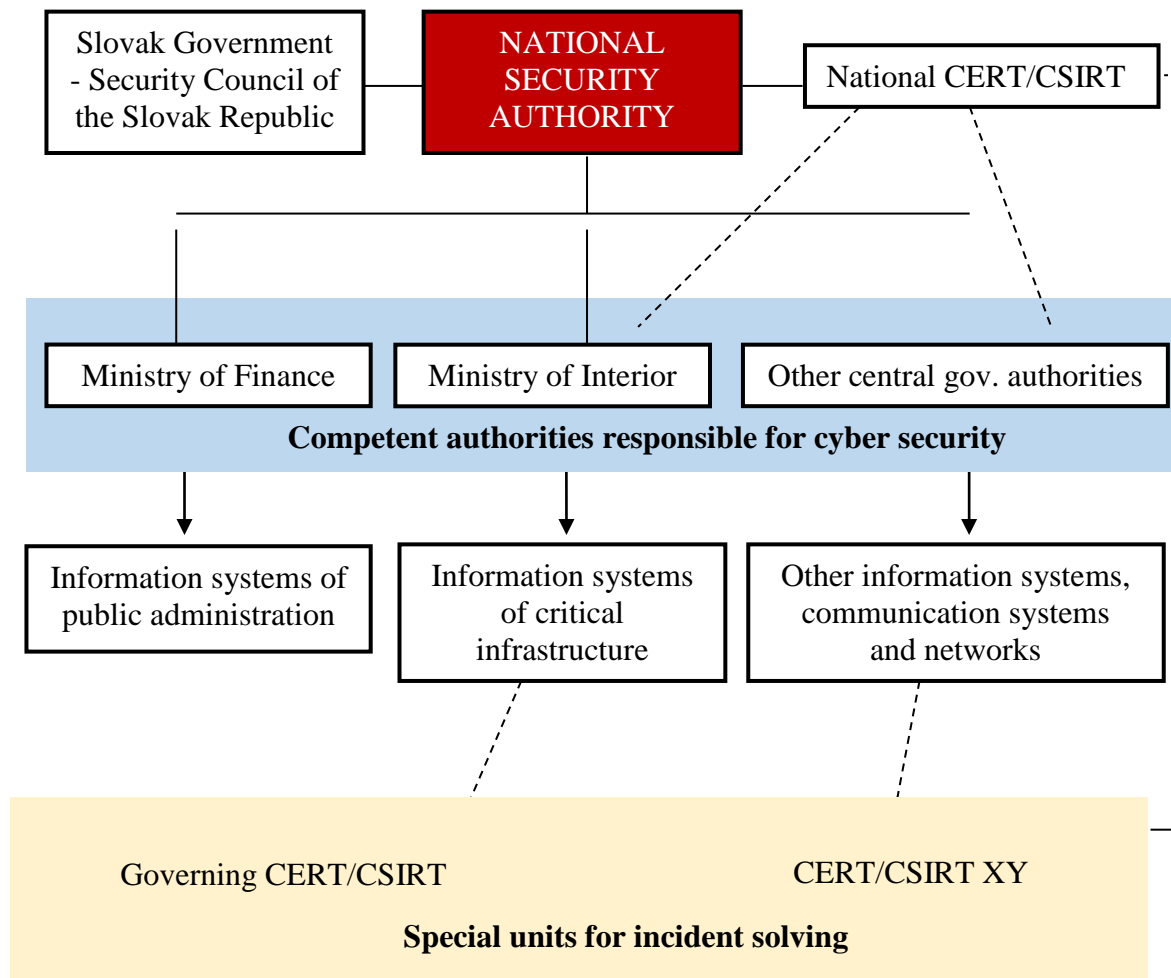 Slovak Government
- Security Council of
the Slovak Republic
NATIONAL
SECURITY
AUTHORITY
National CERT/CSIRT
Ministry of Finance
Ministry of Interior
Other central gov. authorities
Competent authorities responsible for cyber security
Information systems of
public administration
Information systems
of critical
infrastructure
Other information systems,
communication systems
and networks
Governing CERT/CSIRT
CERT/CSIRT XY
Special units for incident solving